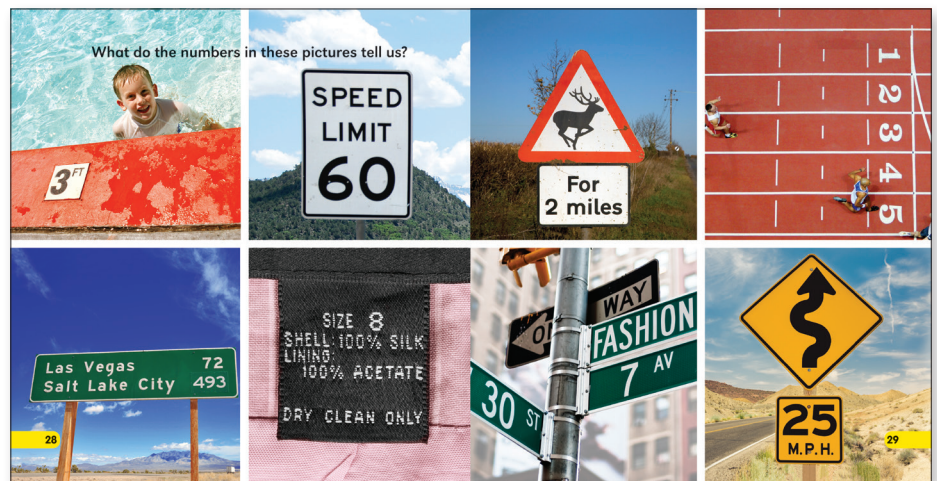 What do the numbers in these pictures tell us?
3 FT
SPEED
LIMIT
60
For
2 miles
1
2
3
4
5
Las Vegas 72
Salt Lake City 493
28
SIZE 8
SHELL: 100% SILK
LINING:
100% ACETATE
DRY CLEAN ONLY
WAY
FASHION
7 AV
30 ST
25
M.P.H.
29